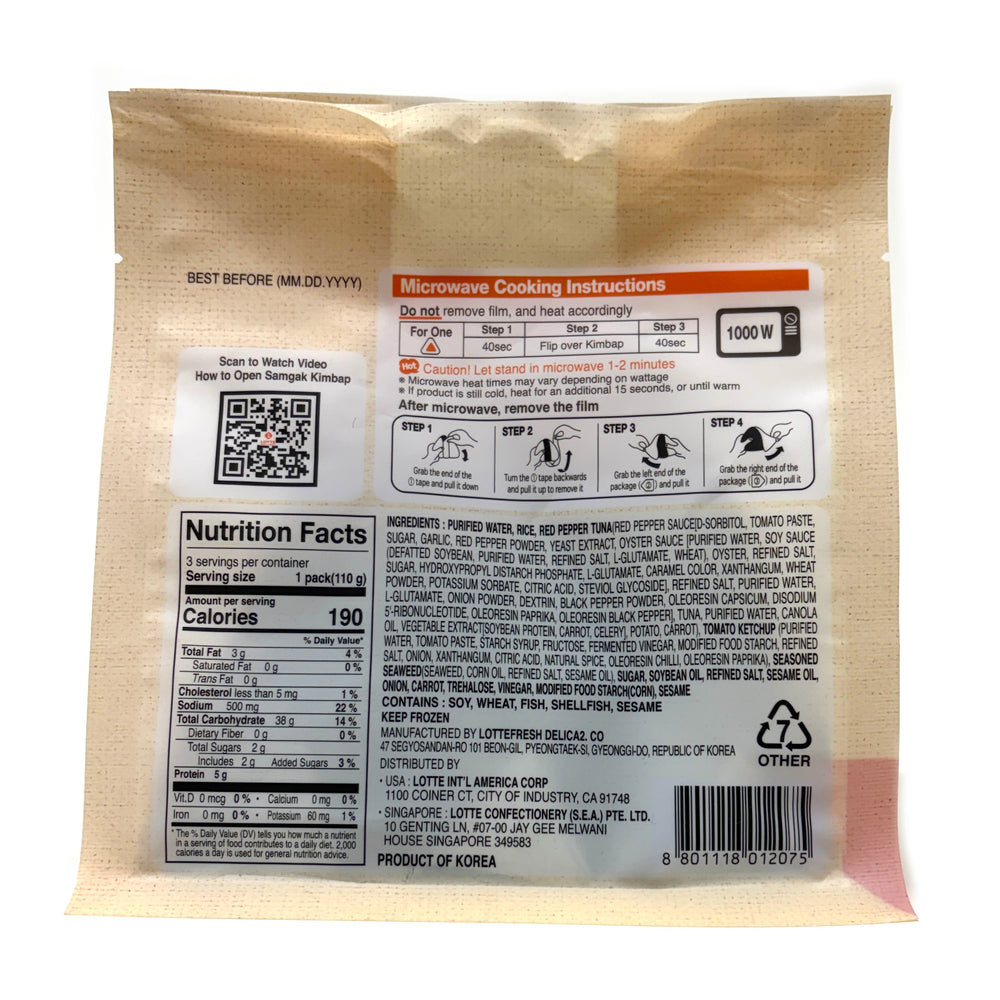 BEST BEFORE (MM.DD.YYYY)
Scan to Watch Video
How to Open Samgak Kimbap
Microwave Cooking Instructions
Do not remove film, and heat accordingly
For One
Step 1 Step 2 Step 3
40sec Flip over Kimbap 40sec
1000 W
Hot Caution! Let stand in microwave 1-2 minutes
※ Microwave heat times may vary depending on wattage
※ If product is still cold, heat for an additional 15 seconds, or until warm
After microwave, remove the film
STEP 1
Grab the end of the
① tape and pull it down
STEP 2
Turn the ① tape backwards
and pull it up to remove it
STEP 3
Grab the left end of the
package (②) and pull it
STEP 4
Grab the right end of the
package (③) and pull it
Nutrition Facts
3 servings per container
Serving size 1 pack(110 g)
Amount per serving
Calories 190
% Daily Value*
Total Fat 3 g 4 %
Saturated Fat 0 g 0 %
Trans Fat 0 g
Cholesterol less than 5 mg 1 %
Sodium 500 mg 22 %
Total Carbohydrate 38 g 14 %
Dietary Fiber 0 g 0 %
Total Sugars 2 g
Includes 2 g Added Sugars 3 %
Protein 5 g
Vit.D 0 mcg 0 % • Calcium 0 mg 0 %
Iron 0 mg 0 % • Potassium 60 mg 1 %
* The % Daily Value (DV) tells you how much a nutrient
in a serving of food contributes to a daily diet. 2,000
calories a day is used for general nutrition advice.
INGREDIENTS : PURIFIED WATER, RICE, RED PEPPER TUNA(RED PEPPER SAUCE[D-SORBITOL, TOMATO PASTE,
SUGAR, GARLIC, RED PEPPER POWDER, YEAST EXTRACT, OYSTER SAUCE [PURIFIED WATER, SOY SAUCE
(DEFATTED SOYBEAN, PURIFIED WATER, REFINED SALT, L-GLUTAMATE, WHEAT), OYSTER, REFINED SALT,
SUGAR, HYDROXYPROPYL DISTARCH PHOSPHATE, L-GLUTAMATE, CARAMEL COLOR, XANTHANGUM, WHEAT
POWDER, POTASSIUM SORBATE, CITRIC ACID, STEVIOL GLYCOSIDE], REFINED SALT, PURIFIED WATER,
L-GLUTAMATE, ONION POWDER, DEXTRIN, BLACK PEPPER POWDER, OLEORESIN CAPSICUM, DISODIUM
5'-RIBONUCLEOTIDE, OLEORESIN PAPRIKA, OLEORESIN BLACK PEPPER], TUNA, PURIFIED WATER, CANOLA
OIL, VEGETABLE EXTRACT[SOYBEAN PROTEIN, CARROT, CELERY], POTATO, CARROT), TOMATO KETCHUP (PURIFIED
WATER, TOMATO PASTE, STARCH SYRUP, FRUCTOSE, FERMENTED VINEGAR, MODIFIED FOOD STARCH, REFINED
SALT, ONION, XANTHANGUM, CITRIC ACID, NATURAL SPICE, OLEORESIN CHILLI, OLEORESIN PAPRIKA), SEASONED
SEAWEED(SEAWEED, CORN OIL, REFINED SALT, SESAME OIL), SUGAR, SOYBEAN OIL, REFINED SALT, SESAME OIL,
ONION, CARROT, TREHALOSE, VINEGAR, MODIFIED FOOD STARCH(CORN), SESAME
CONTAINS : SOY, WHEAT, FISH, SHELLFISH, SESAME
KEEP FROZEN
MANUFACTURED BY LOTTEFRESH DELICA2. CO
47 SEGYOSANDAN-RO 101 BEON-GIL, PYEONGTAEK-SI, GYEONGGI-DO, REPUBLIC OF KOREA
DISTRIBUTED BY
• USA : LOTTE INT'L AMERICA CORP
1100 COINER CT, CITY OF INDUSTRY, CA 91748
• SINGAPORE : LOTTE CONFECTIONERY (S.E.A.) PTE. LTD.
10 GENTING LN, #07-00 JAY GEE MELWANI
HOUSE SINGAPORE 349583
PRODUCT OF KOREA
7
OTHER
8 801118 012075